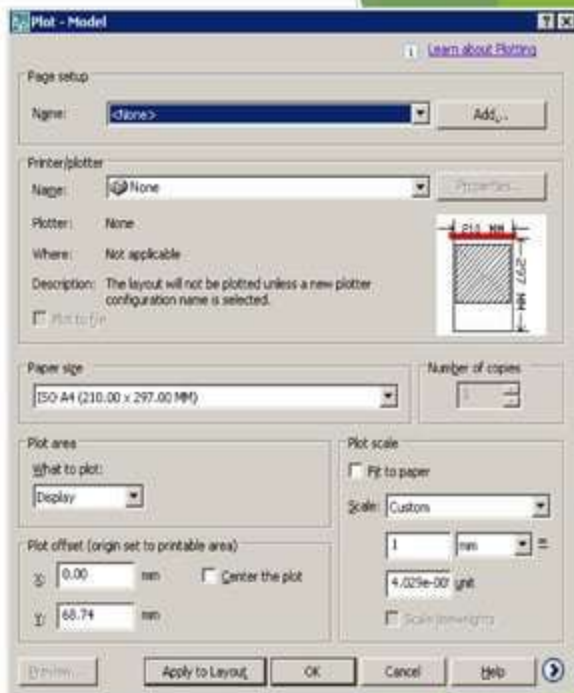 Plot - Model
Learn about Plotting
Page setup
Name: <None> Add...
Printer/plotter
Name: None Properties...
Plotter: None
Where: Not applicable
Description: The layout will not be plotted unless a new plotter
configuration name is selected.
Plot to file
210 MM
297 MM
Paper size
ISO A4 (210.00 x 297.00 MM)
Number of copies
1
Plot area
What to plot:
Display
Plot offset (origin set to printable area)
X: 0.00 mm Center the plot
Y: 68.74 mm
Plot scale
Fit to paper
Scale: Custom
1 mm =
unit
Scale lineweights
Preview... Apply to Layout OK Cancel Help